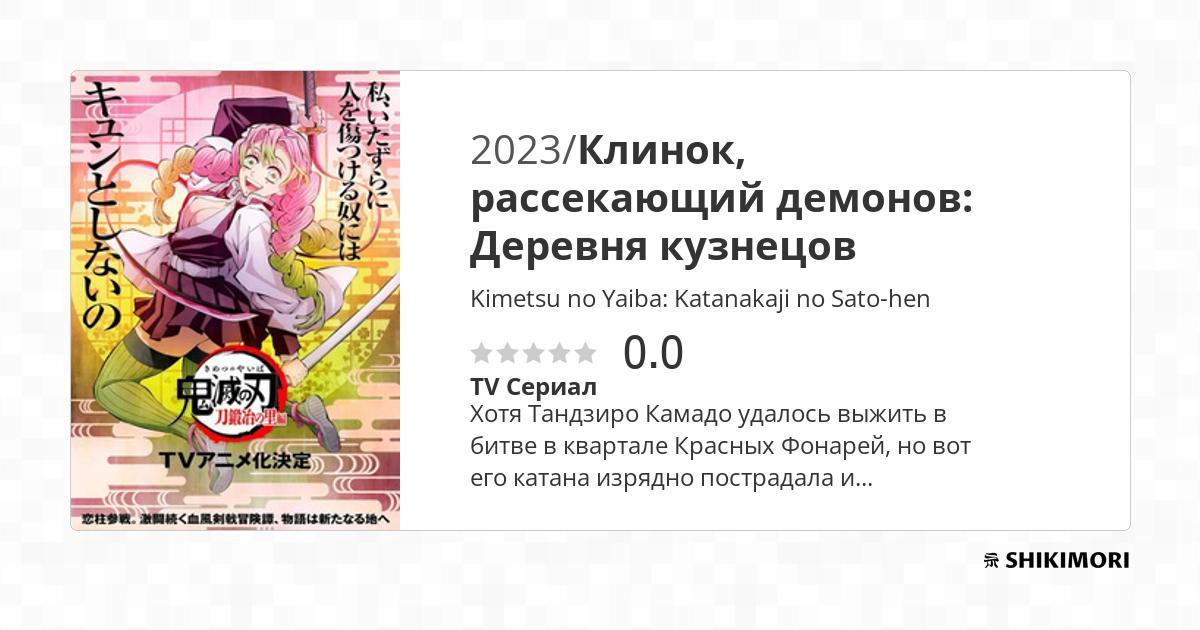 私、いたずらに
人を傷つける奴には
キュンとしないの
きめつのやいば
鬼滅の刃
刀鍛冶の里編
TVアニメ化決定
恋柱参戦。激闘続く血風剣戟冒険譚、物語は新たなる地へ
2023/Клинок,
рассекающий демонов:
Деревня кузнецов
Kimetsu no Yaiba: Katanakaji no Sato-hen
0.0
TV Сериал
Хотя Тандзиро Камадо удалось выжить в
битве в квартале Красных Фонарей, но вот
его катана изрядно пострадала и...
SHIKIMORI